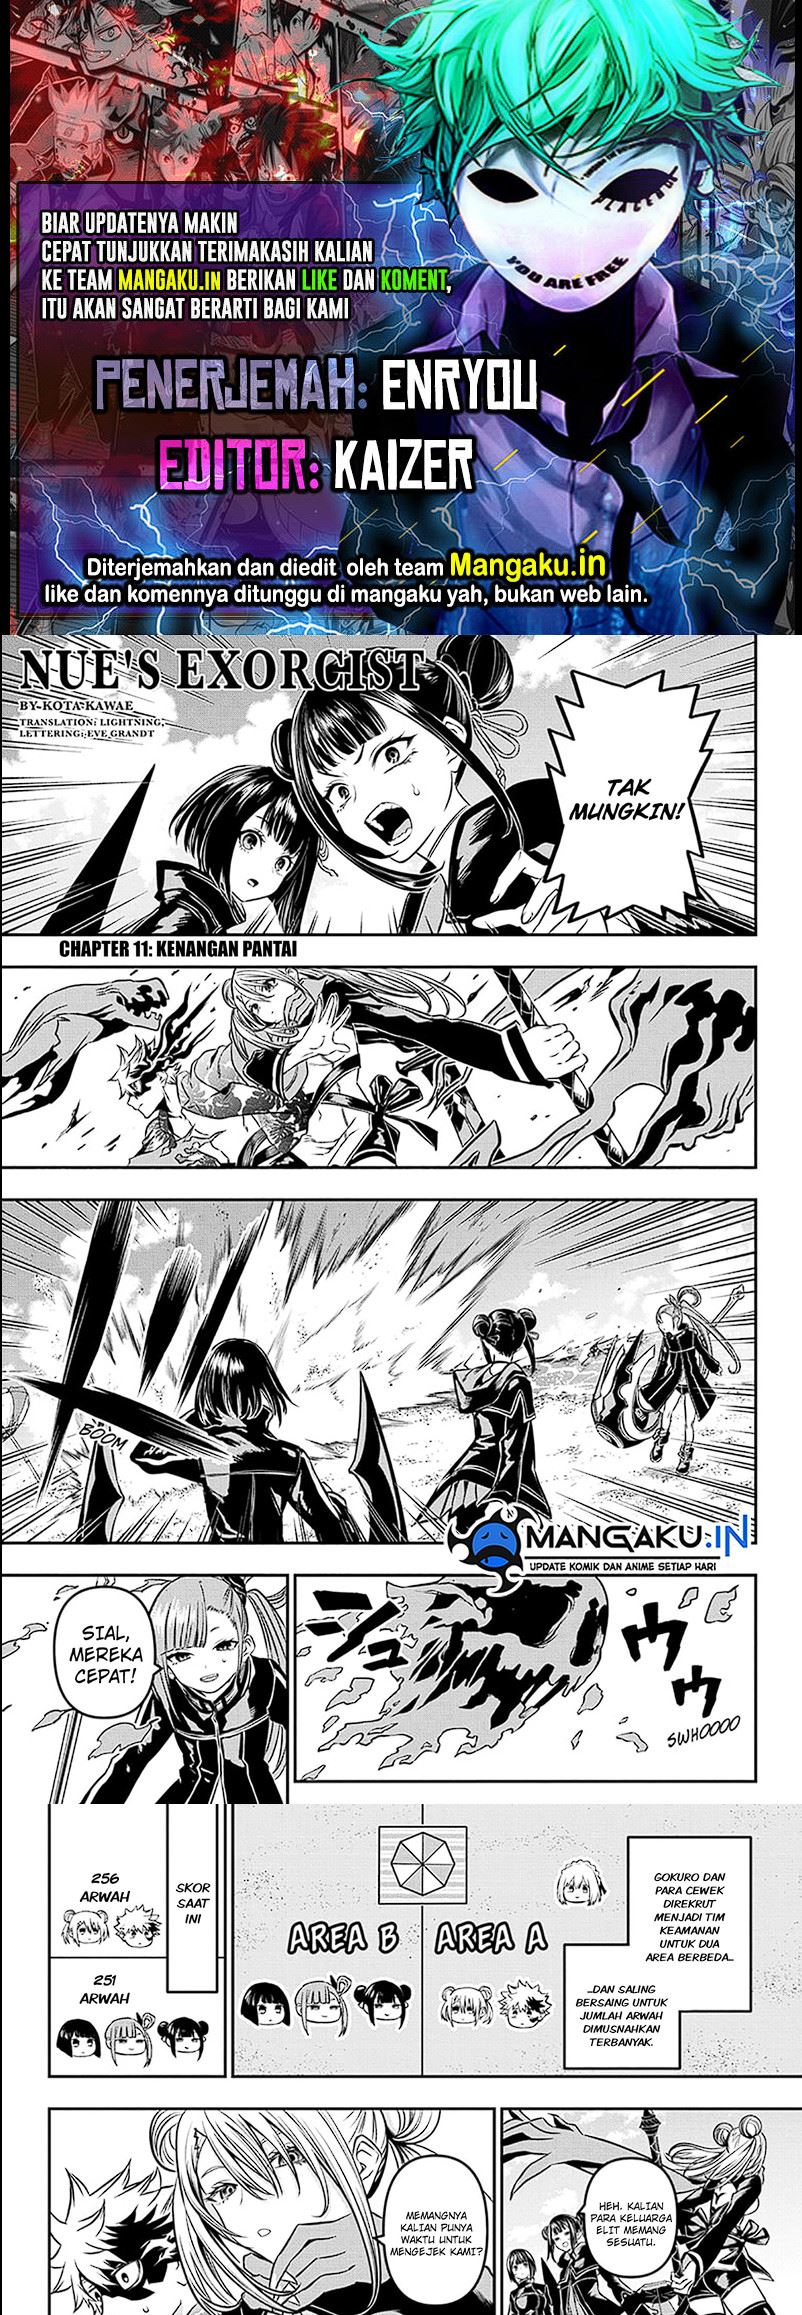 BIAR UPDATENYA MAKIN
CEPAT TUNJUKKAN TERIMAKASIH KALIAN
KE TEAM MANGAKU.in BERIKAN LIKE DAN KOMENT,
ITU AKAN SANGAT BERARTI BAGI KAMI
PLACE IS OF...
YOU ARE FREE
PENERJEMAH: ENRYOU
EDITOR: KAIZER
Diterjemahkan dan diedit oleh team Mangaku.in
like dan komennya ditunggu di mangaku yah, bukan web lain.
NUE'S EXORCIST
BY KOTA KAWAE
TRANSLATION: LIGHTNING,
LETTERING: EVE GRANDT
TAK
MUNGKIN!
CHAPTER 11: KENANGAN PANTAI
BOOM
MANGAKU.IN
UPDATE KOMIK DAN ANIME SETIAP HARI
SIAL,
MEREKA
CEPAT!
シュウウウ
SWHOOOO
256
ARWAH
SKOR
SAAT
INI
251
ARWAH
AREA B
AREA A
GOKURO DAN
PARA CEWEK
DIREKRUT
MENJADI TIM
KEAMANAN
UNTUK DUA
AREA BERBEDA...
...DAN SALING
BERSAING UNTUK
JUMLAH ARWAH
DIMUSNAHKAN
TERBANYAK.
MEMANGNYA
KALIAN PUNYA
WAKTU UNTUK
MENGEJEK KAMI?
HEH. KALIAN
PARA KELUARGA
ELIT MEMANG
SESUATU.